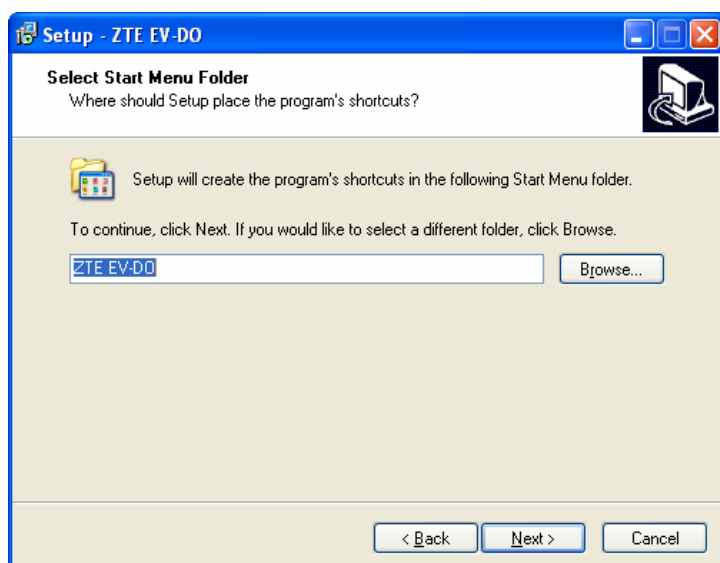 Setup - ZTE EV-DO
Select Start Menu Folder
Where should Setup place the program's shortcuts?
Setup will create the program's shortcuts in the following Start Menu folder.
To continue, click Next. If you would like to select a different folder, click Browse.
ZTE EV-DO
Browse...
< Back
Next >
Cancel